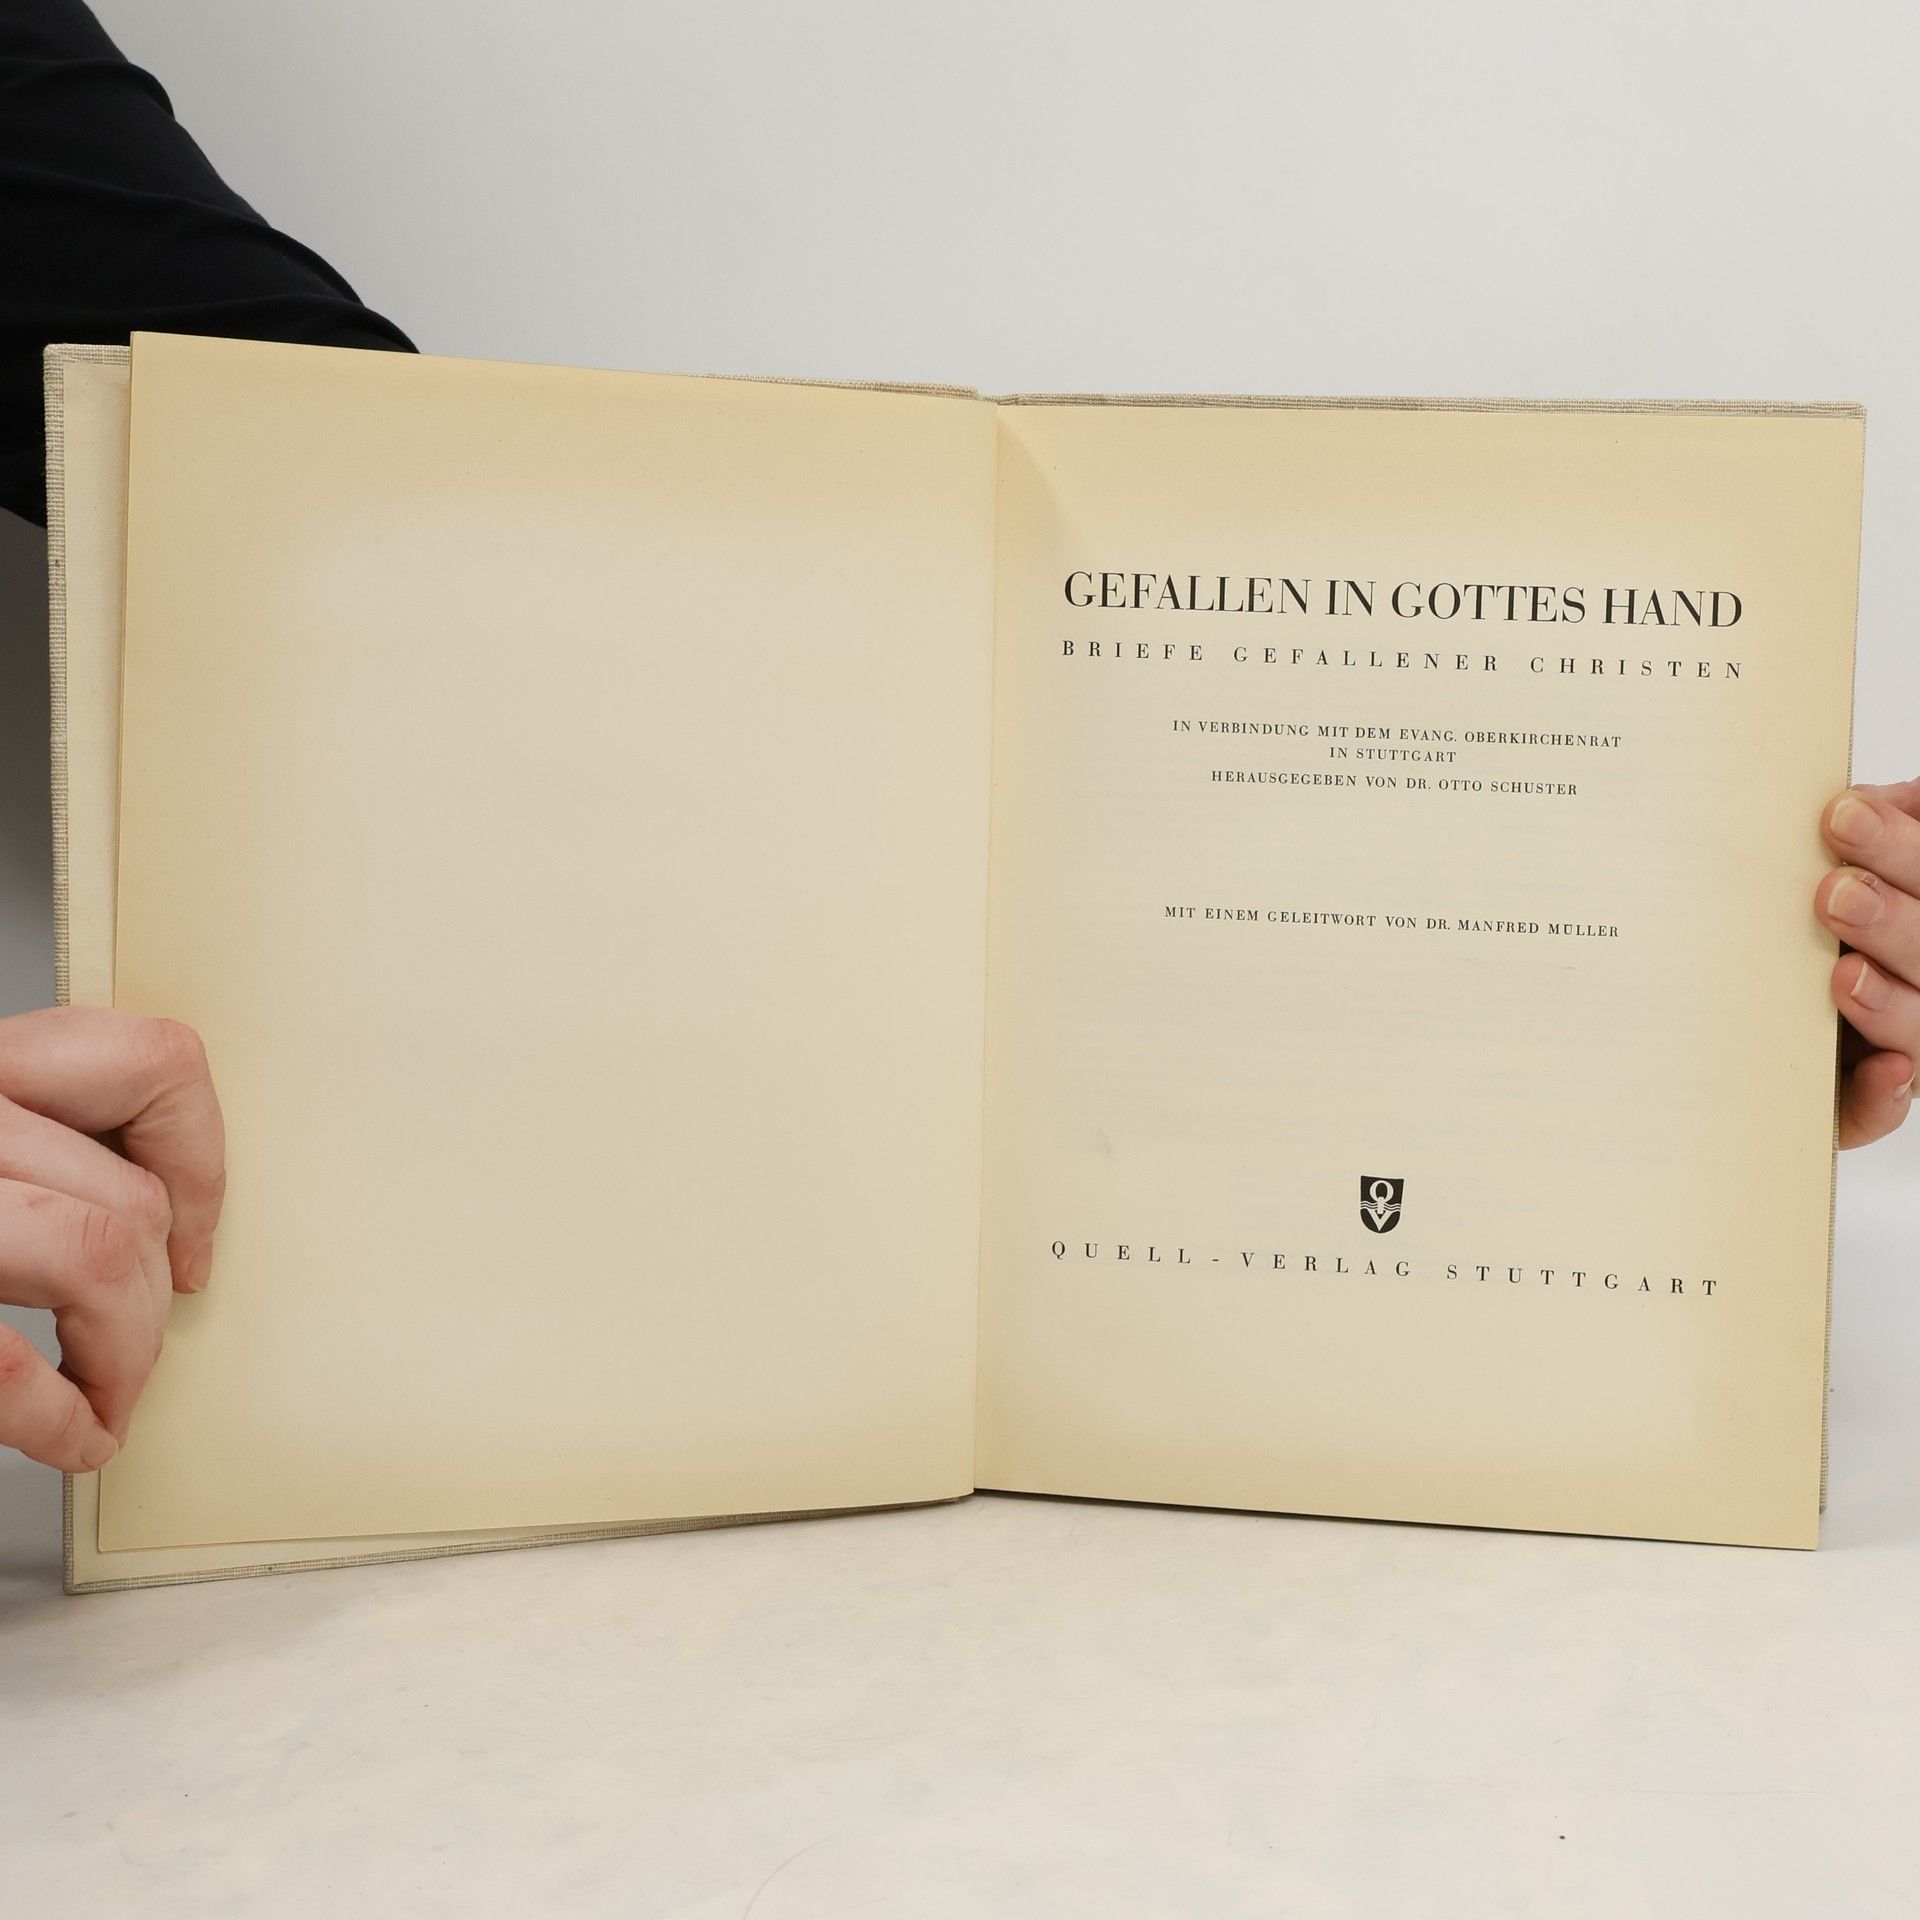 GEFALLEN IN GOTTES HAND
BRIEFE GEFALLENER CHRISTEN
IN VERBINDUNG MIT DEM EVANG. OBERKIRCHENRAT
IN STUTTGART
HERAUSGEGEBEN VON DR. OTTO SCHUSTER
MIT EINEM GELEITWORT VON DR. MANFRED MÜLLER
QV
QUELL-VERLAG STUTTGART